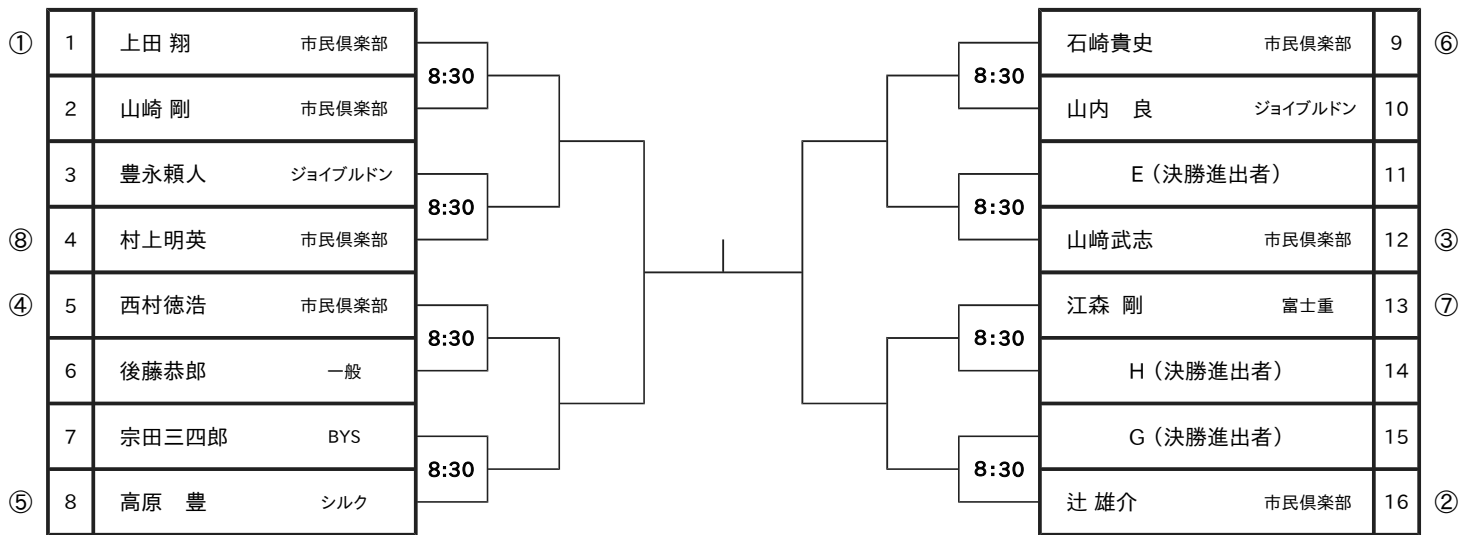 ① 1 上田 翔 市民倶楽部
8:30
2 山崎 剛 市民倶楽部
3 豊永頼人 ジョイブルドン
8:30
⑧ 4 村上明英 市民倶楽部
④ 5 西村徳浩 市民倶楽部
8:30
6 後藤恭郎 一般
7 宗田三四郎 BYS
8:30
⑤ 8 高原　豊 シルク
石崎貴史 市民倶楽部 9 ⑥
8:30
山内　良 ジョイブルドン 10
E（決勝進出者） 11
8:30
山﨑武志 市民倶楽部 12 ③
江森 剛 富士重 13 ⑦
8:30
H（決勝進出者） 14
G（決勝進出者） 15
8:30
辻 雄介 市民倶楽部 16 ②